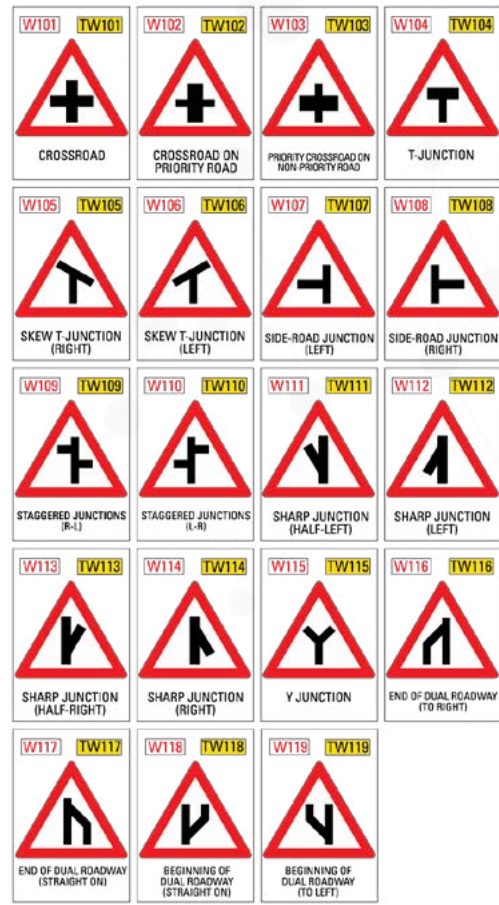 W101 TW101
CROSSROAD
W102 TW102
CROSSROAD ON
PRIORITY ROAD
W103 TW103
PRIORITY CROSSROAD ON
NON-PRIORITY ROAD
W104 TW104
T-JUNCTION
W105 TW105
SKEW T-JUNCTION
(RIGHT)
W106 TW106
SKEW T-JUNCTION
(LEFT)
W107 TW107
SIDE-ROAD JUNCTION
(LEFT)
W108 TW108
SIDE-ROAD JUNCTION
(RIGHT)
W109 TW109
STAGGERED JUNCTIONS
(R-L)
W110 TW110
STAGGERED JUNCTIONS
(L-R)
W111 TW111
SHARP JUNCTION
(HALF-LEFT)
W112 TW112
SHARP JUNCTION
(LEFT)
W113 TW113
SHARP JUNCTION
(HALF-RIGHT)
W114 TW114
SHARP JUNCTION
(RIGHT)
W115 TW115
Y JUNCTION
W116 TW116
END OF DUAL ROADWAY
(TO RIGHT)
W117 TW117
END OF DUAL ROADWAY
(STRAIGHT ON)
W118 TW118
BEGINNING OF
DUAL ROADWAY
(STRAIGHT ON)
W119 TW119
BEGINNING OF
DUAL ROADWAY
(TO LEFT)